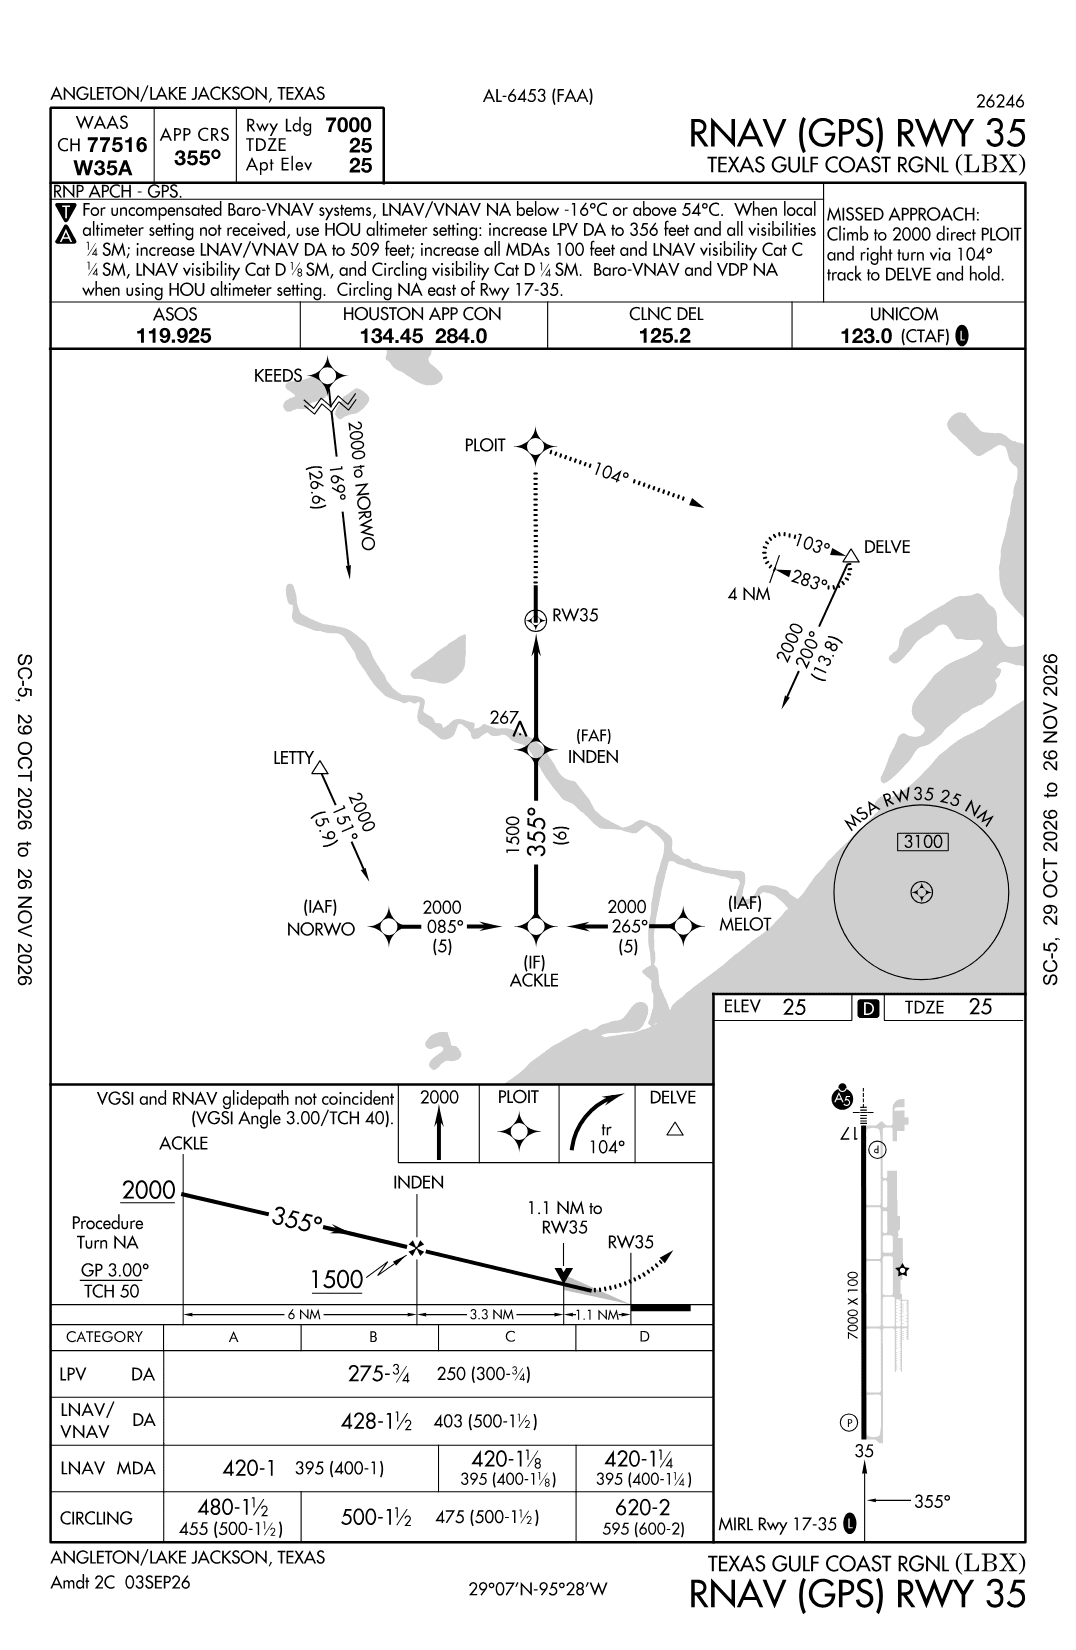 ANGLETON/LAKE JACKSON, TEXAS
AL-6453 (FAA)
26246
WAAS
CH 77516
W35A
APP CRS
355°
Rwy Ldg 7000
TDZE 25
Apt Elev 25
RNAV (GPS) RWY 35
TEXAS GULF COAST RGNL (LBX)
RNP APCH - GPS.
T
A
For uncompensated Baro-VNAV systems, LNAV/VNAV NA below -16°C or above 54°C. When local
altimeter setting not received, use HOU altimeter setting: increase LPV DA to 356 feet and all visibilities
¼ SM; increase LNAV/VNAV DA to 509 feet; increase all MDAs 100 feet and LNAV visibility Cat C
¼ SM, LNAV visibility Cat D ⅛ SM, and Circling visibility Cat D ¼ SM. Baro-VNAV and VDP NA
when using HOU altimeter setting. Circling NA east of Rwy 17-35.
MISSED APPROACH:
Climb to 2000 direct PLOIT
and right turn via 104°
track to DELVE and hold.
ASOS
119.925
HOUSTON APP CON
134.45 284.0
CLNC DEL
125.2
UNICOM
123.0 (CTAF) L
KEEDS
2000 to NORWO
169°
(26.6)
PLOIT
104°
103°
DELVE
283°
4 NM
2000
200°
(13.8)
RW35
267
(FAF)
INDEN
LETTY
2000
151°
(5.9)
1500
355°
(6)
MSA RW35 25 NM
3100
(IAF)
NORWO
2000
085°
(5)
2000
265°
(5)
(IAF)
MELOT
(IF)
ACKLE
SC-5, 29 OCT 2026 to 26 NOV 2026
SC-5, 29 OCT 2026 to 26 NOV 2026
ELEV 25
D
TDZE 25
A5
17
P
7000 X 100
P
35
355°
MIRL Rwy 17-35 L
VGSI and RNAV glidepath not coincident
(VGSI Angle 3.00/TCH 40).
2000
PLOIT
tr
104°
DELVE
ACKLE
2000
Procedure
Turn NA
GP 3.00°
TCH 50
355°
INDEN
1500
1.1 NM to
RW35
RW35
6 NM
3.3 NM
1.1 NM
CATEGORY A B C D
LPV DA 275-¾ 250 (300-¾)
LNAV/
VNAV DA 428-1½ 403 (500-1½)
LNAV MDA 420-1 395 (400-1)
420-1⅛
395 (400-1⅛)
420-1¼
395 (400-1¼)
CIRCLING
480-1½
455 (500-1½)
500-1½ 475 (500-1½)
620-2
595 (600-2)
ANGLETON/LAKE JACKSON, TEXAS
Amdt 2C 03SEP26
29°07'N-95°28'W
TEXAS GULF COAST RGNL (LBX)
RNAV (GPS) RWY 35